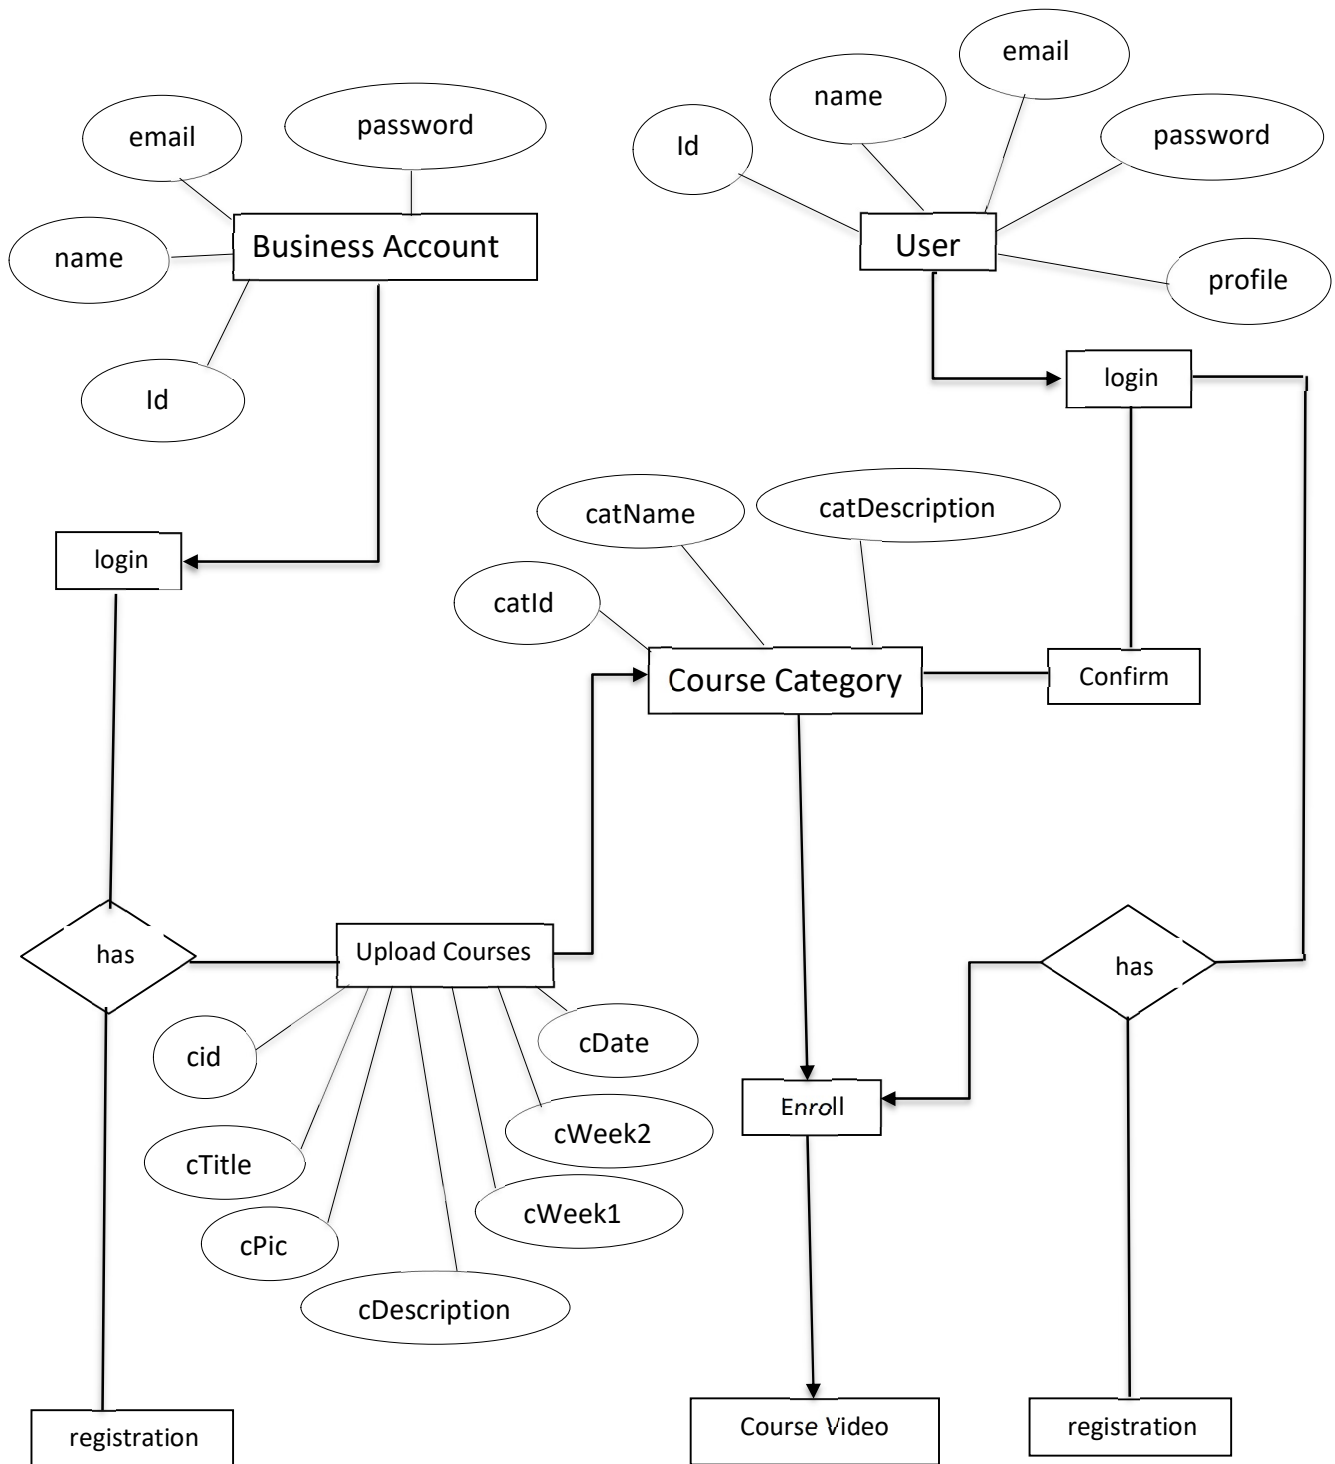 email
password
name
email
Id
password
Business Account
User
name
profile
Id
login
catName
catDescription
login
catId
Course Category
Confirm
has
Upload Courses
has
cid
cDate
Enroll
cWeek2
cTitle
cWeek1
cPic
cDescription
registration
Course Video
registration